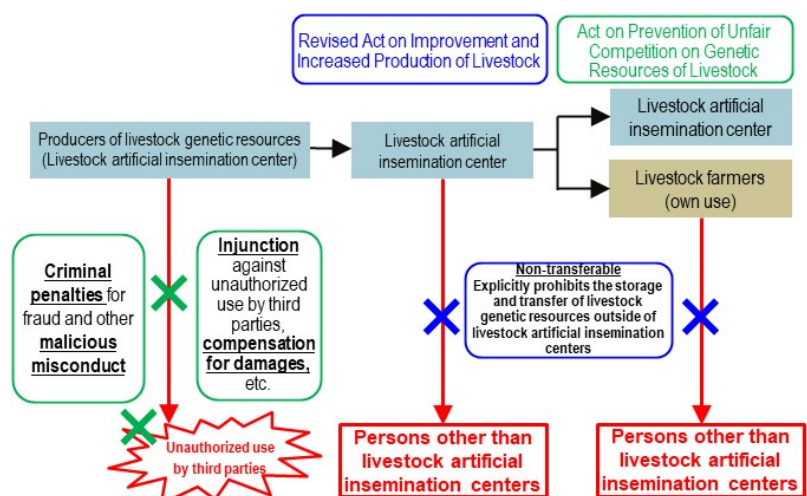 Revised Act on Improvement and
Increased Production of Livestock
Act on Prevention of Unfair
Competition on Genetic
Resources of Livestock
Producers of livestock genetic resources
(Livestock artificial insemination center)
Livestock artificial
insemination center
Livestock artificial
insemination center
Livestock farmers
(own use)
Criminal
penalties for
fraud and other
malicious
misconduct
Injunction
against
unauthorized
use by third
parties,
compensation
for damages,
etc.
Non-transferable
Explicitly prohibits the storage
and transfer of livestock
genetic resources outside of
livestock artificial insemination
centers
Unauthorized use
by third parties
Persons other than
livestock artificial
insemination centers
Persons other than
livestock artificial
insemination centers